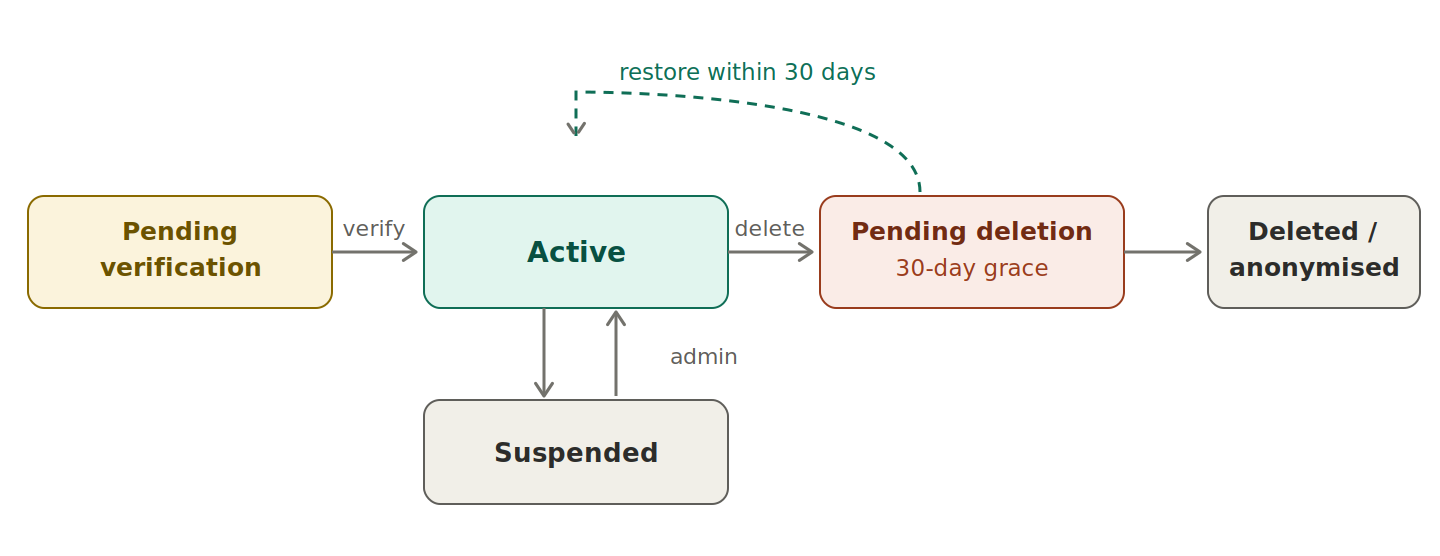 restore within 30 days
Pending
verification
verify
Active
delete
Pending deletion
30-day grace
Deleted /
anonymised
admin
Suspended